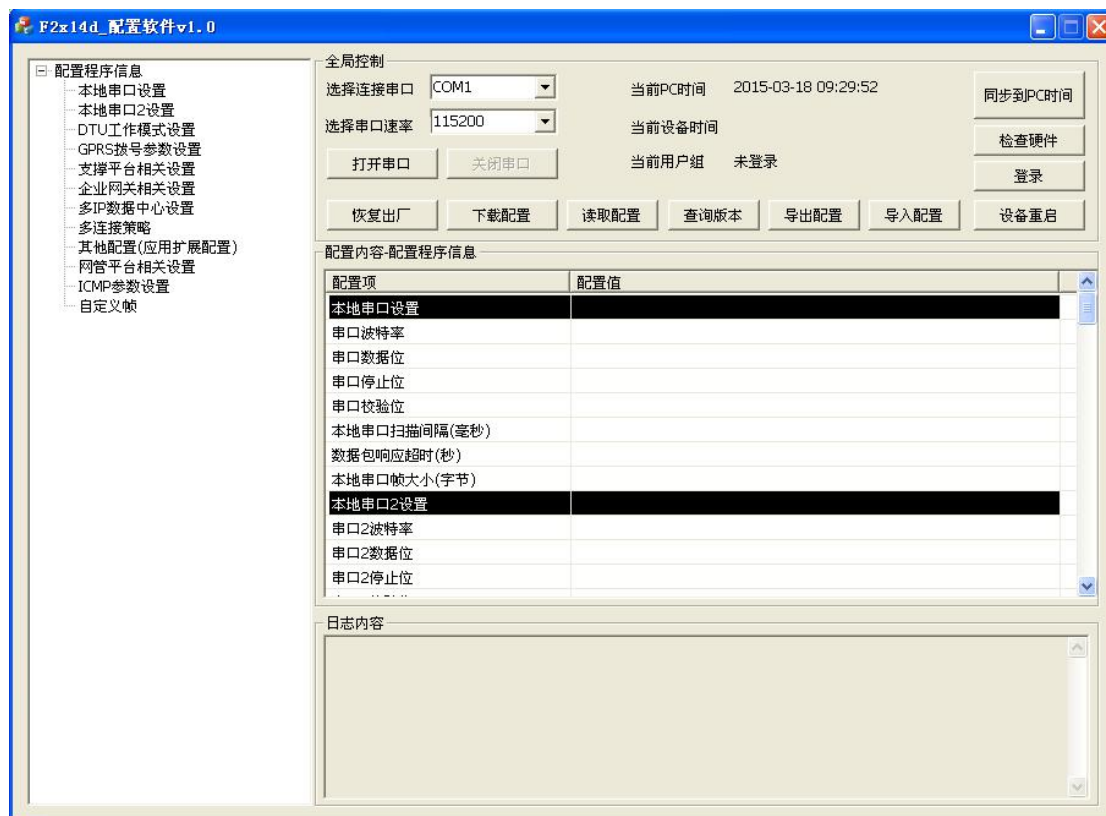 F2x14d_配置软件v1.0
配置程序信息
本地串口设置
本地串口2设置
DTU工作模式设置
GPRS拨号参数设置
支撑平台相关设置
企业网关相关设置
多IP数据中心设置
多连接策略
其他配置(应用扩展配置)
网管平台相关设置
ICMP参数设置
自定义帧
全局控制
选择连接串口 COM1 当前PC时间 2015-03-18 09:29:52 同步到PC时间
选择串口速率 115200 当前设备时间 检查硬件
打开串口 关闭串口 当前用户组 未登录 登录
恢复出厂 下载配置 读取配置 查询版本 导出配置 导入配置 设备重启
配置内容-配置程序信息
配置项 配置值
本地串口设置
串口波特率
串口数据位
串口停止位
串口校验位
本地串口扫描间隔(毫秒)
数据包响应超时(秒)
本地串口帧大小(字节)
本地串口2设置
串口2波特率
串口2数据位
串口2停止位
日志内容